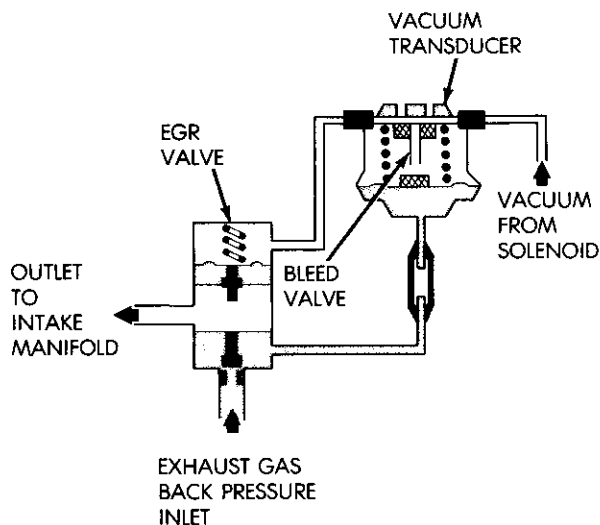 VACUUM
TRANSDUCER
EGR
VALVE
VACUUM
FROM
SOLENOID
BLEED
VALVE
OUTLET
TO
INTAKE
MANIFOLD
EXHAUST GAS
BACK PRESSURE
INLET